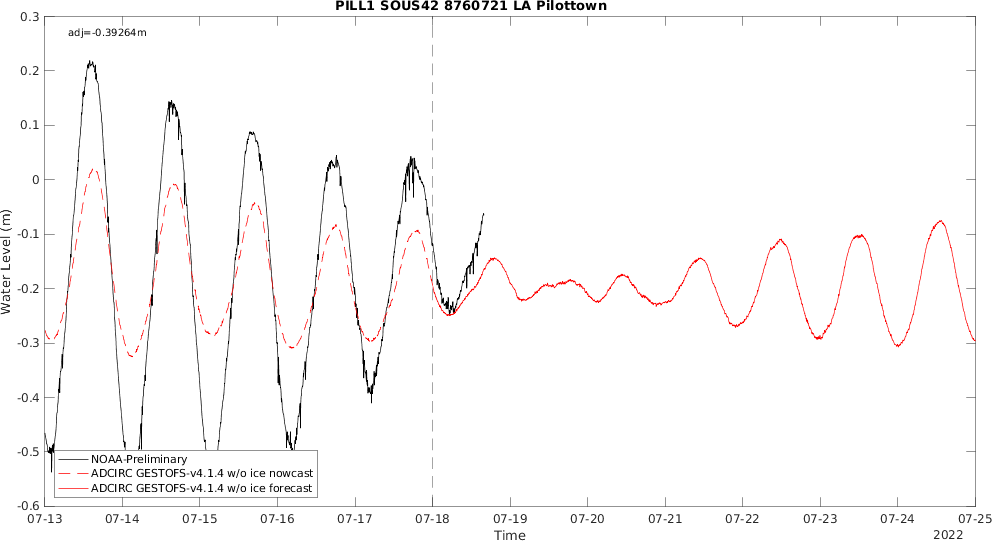 PILL1 SOUS42 8760721 LA Pilottown
adj=-0.39264m
0.3
0.2
0.1
0
-0.1
-0.2
-0.3
-0.4
-0.5
-0.6
Water Level (m)
NOAA-Preliminary
ADCIRC GESTOFS-v4.1.4 w/o ice nowcast
ADCIRC GESTOFS-v4.1.4 w/o ice forecast
07-13 07-14 07-15 07-16 07-17 07-18 07-19 07-20 07-21 07-22 07-23 07-24 07-25
Time
2022